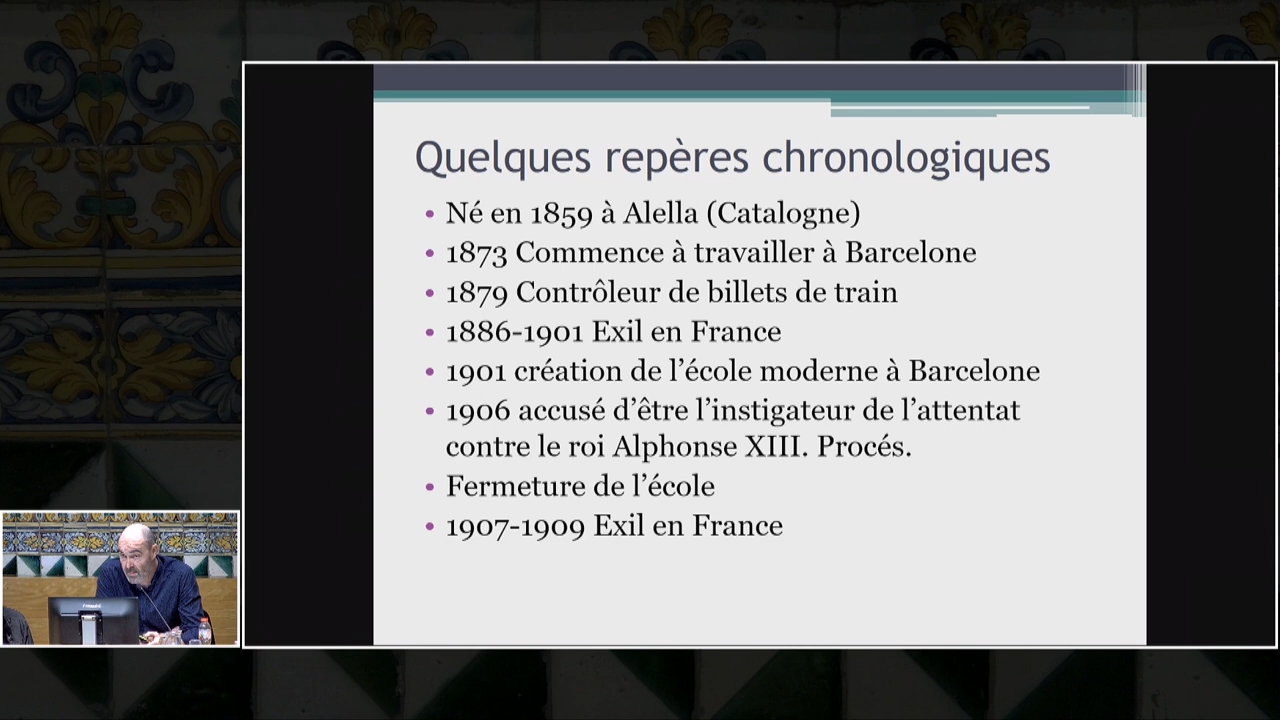 Quelques repères chronologiques
• Né en 1859 à Alella (Catalogne)
• 1873 Commence à travailler à Barcelone
• 1879 Contrôleur de billets de train
• 1886-1901 Exil en France
• 1901 création de l’école moderne à Barcelone
• 1906 accusé d’être l’instigateur de l’attentat
contre le roi Alphonse XIII. Procés.
• Fermeture de l’école
• 1907-1909 Exil en France